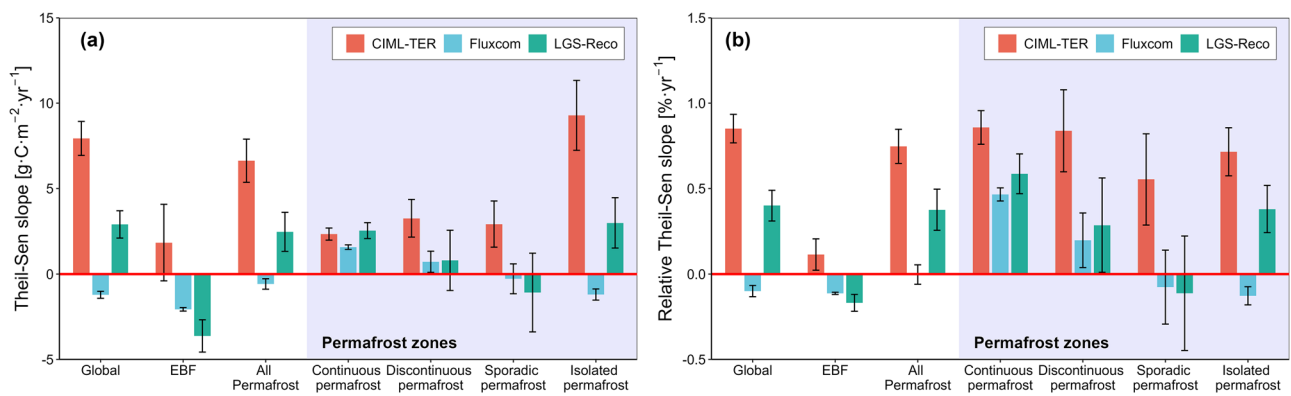 (a)
CIML-TER Fluxcom LGS-Reco
Theil-Sen slope [g·C·m−2·yr−1]
15
10
5
0
-5
Permafrost zones
Global EBF All Permafrost Continuous permafrost Discontinuous permafrost Sporadic permafrost Isolated permafrost
(b)
CIML-TER Fluxcom LGS-Reco
Relative Theil-Sen slope [%·yr−1]
1.5
1.0
0.5
0.0
-0.5
Permafrost zones
Global EBF All Permafrost Continuous permafrost Discontinuous permafrost Sporadic permafrost Isolated permafrost